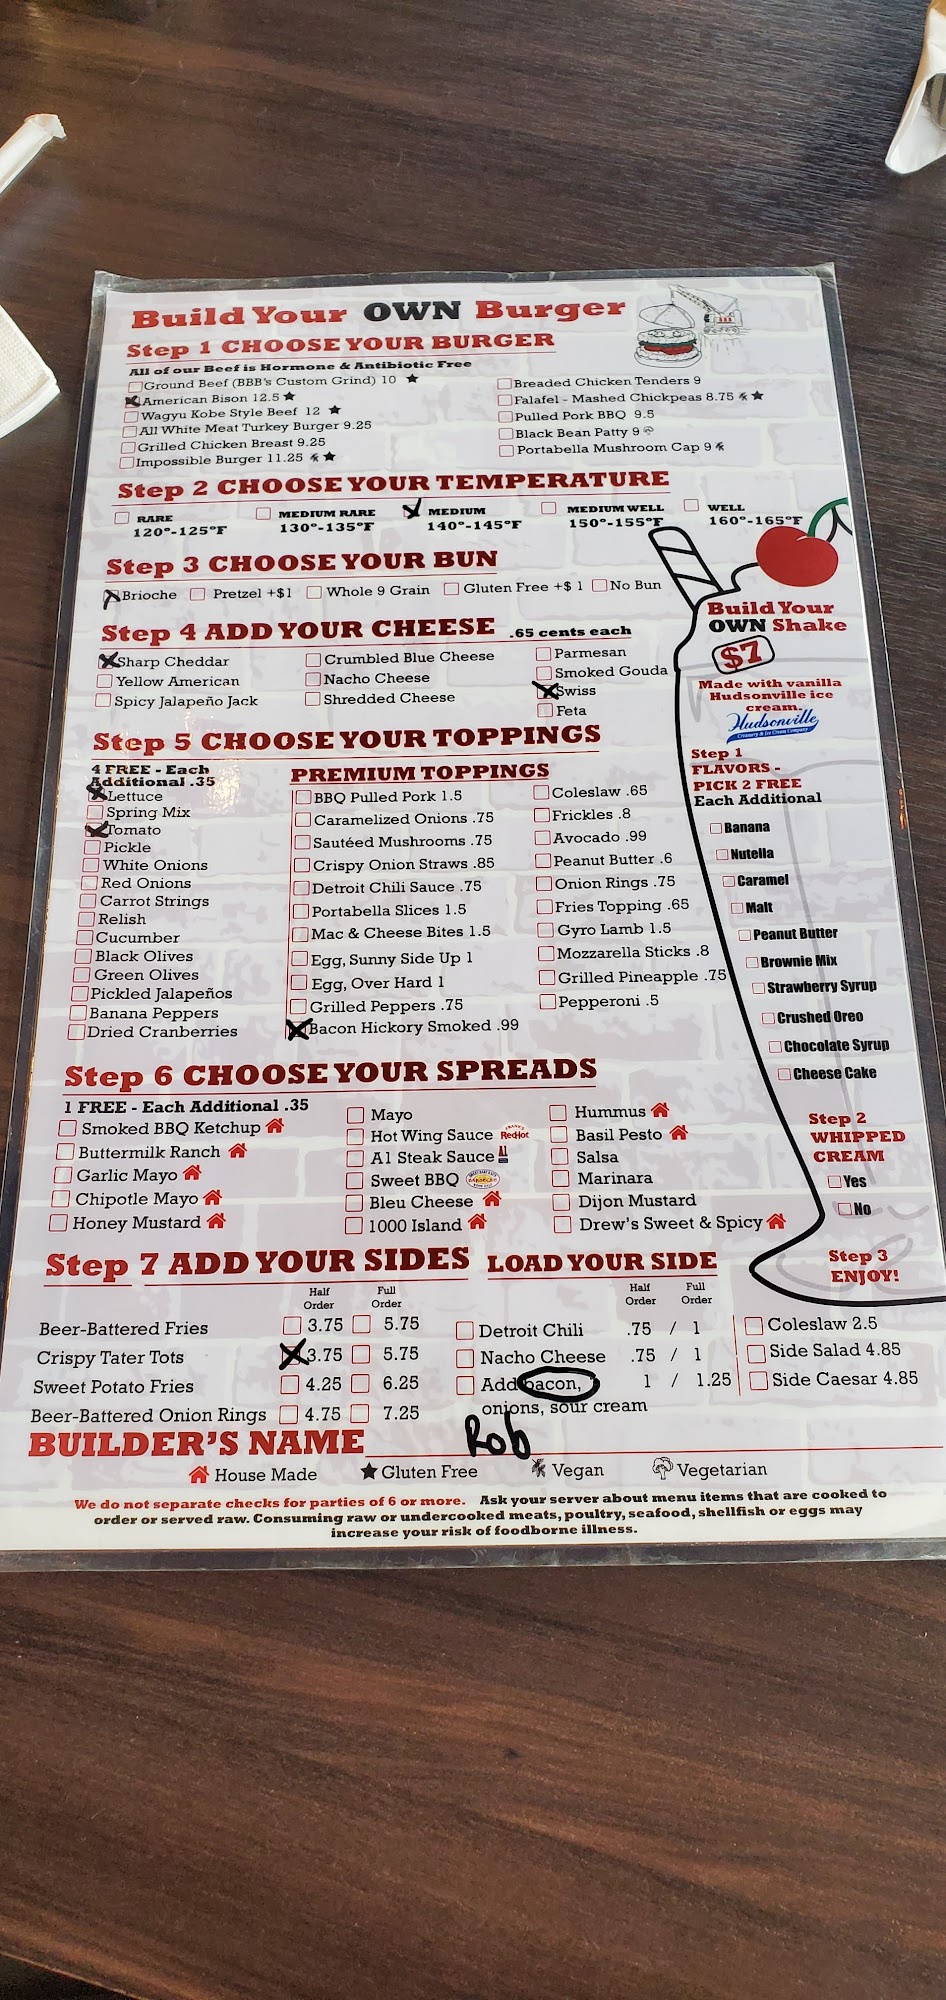 Build Your OWN Burger
Step 1 CHOOSE YOUR BURGER
All of our Beef is Hormone & Antibiotic Free
Ground Beef (BBB's Custom Grind) 10
American Bison 12.5
Wagyu Kobe Style Beef 12
All White Meat Turkey Burger 9.25
Grilled Chicken Breast 9.25
Impossible Burger 11.25
Breaded Chicken Tenders 9
Falafel - Mashed Chickpeas 8.75
Pulled Pork BBQ 9.5
Black Bean Patty 9
Portabella Mushroom Cap 9
Step 2 CHOOSE YOUR TEMPERATURE
RARE
120°-125°F
MEDIUM RARE
130°-135°F
MEDIUM
140°-145°F
MEDIUM WELL
150°-155°F
WELL
160°-165°F
Step 3 CHOOSE YOUR BUN
Brioche Pretzel +$1 Whole 9 Grain Gluten Free +$ 1 No Bun
Step 4 ADD YOUR CHEESE .65 cents each
Sharp Cheddar
Yellow American
Spicy Jalapeño Jack
Crumbled Blue Cheese
Nacho Cheese
Shredded Cheese
Parmesan
Smoked Gouda
Swiss
Feta
Step 5 CHOOSE YOUR TOPPINGS
4 FREE - Each
Additional .35
Lettuce
Spring Mix
Tomato
Pickle
White Onions
Red Onions
Carrot Strings
Relish
Cucumber
Black Olives
Green Olives
Pickled Jalapeños
Banana Peppers
Dried Cranberries
PREMIUM TOPPINGS
BBQ Pulled Pork 1.5
Caramelized Onions .75
Sautéed Mushrooms .75
Crispy Onion Straws .85
Detroit Chili Sauce .75
Portabella Slices 1.5
Mac & Cheese Bites 1.5
Egg, Sunny Side Up 1
Egg, Over Hard 1
Grilled Peppers .75
Bacon Hickory Smoked .99
Coleslaw .65
Frickles .8
Avocado .99
Peanut Butter .6
Onion Rings .75
Fries Topping .65
Gyro Lamb 1.5
Mozzarella Sticks .8
Grilled Pineapple .75
Pepperoni .5
Step 6 CHOOSE YOUR SPREADS
1 FREE - Each Additional .35
Smoked BBQ Ketchup
Buttermilk Ranch
Garlic Mayo
Chipotle Mayo
Honey Mustard
Mayo
Hot Wing Sauce RedHot
A1 Steak Sauce
Sweet BBQ
Bleu Cheese
1000 Island
Hummus
Basil Pesto
Salsa
Marinara
Dijon Mustard
Drew's Sweet & Spicy
Step 7 ADD YOUR SIDES
Half
Order
Full
Order
Beer-Battered Fries 3.75 5.75
Crispy Tater Tots 3.75 5.75
Sweet Potato Fries 4.25 6.25
Beer-Battered Onion Rings 4.75 7.25
LOAD YOUR SIDE
Half
Order
Full
Order
Detroit Chili .75 / 1
Nacho Cheese .75 / 1
Add bacon, 1 / 1.25
onions, sour cream
Coleslaw 2.5
Side Salad 4.85
Side Caesar 4.85
BUILDER'S NAME Rob
House Made Gluten Free Vegan Vegetarian
We do not separate checks for parties of 6 or more. Ask your server about menu items that are cooked to
order or served raw. Consuming raw or undercooked meats, poultry, seafood, shellfish or eggs may
increase your risk of foodborne illness.
Build Your
OWN Shake
$7
Made with vanilla
Hudsonville ice
cream.
Hudsonville
Creamery & Ice Cream Company
Step 1
FLAVORS -
PICK 2 FREE
Each Additional
Banana
Nutella
Caramel
Malt
Peanut Butter
Brownie Mix
Strawberry Syrup
Crushed Oreo
Chocolate Syrup
Cheese Cake
Step 2
WHIPPED
CREAM
Yes
No
Step 3
ENJOY!